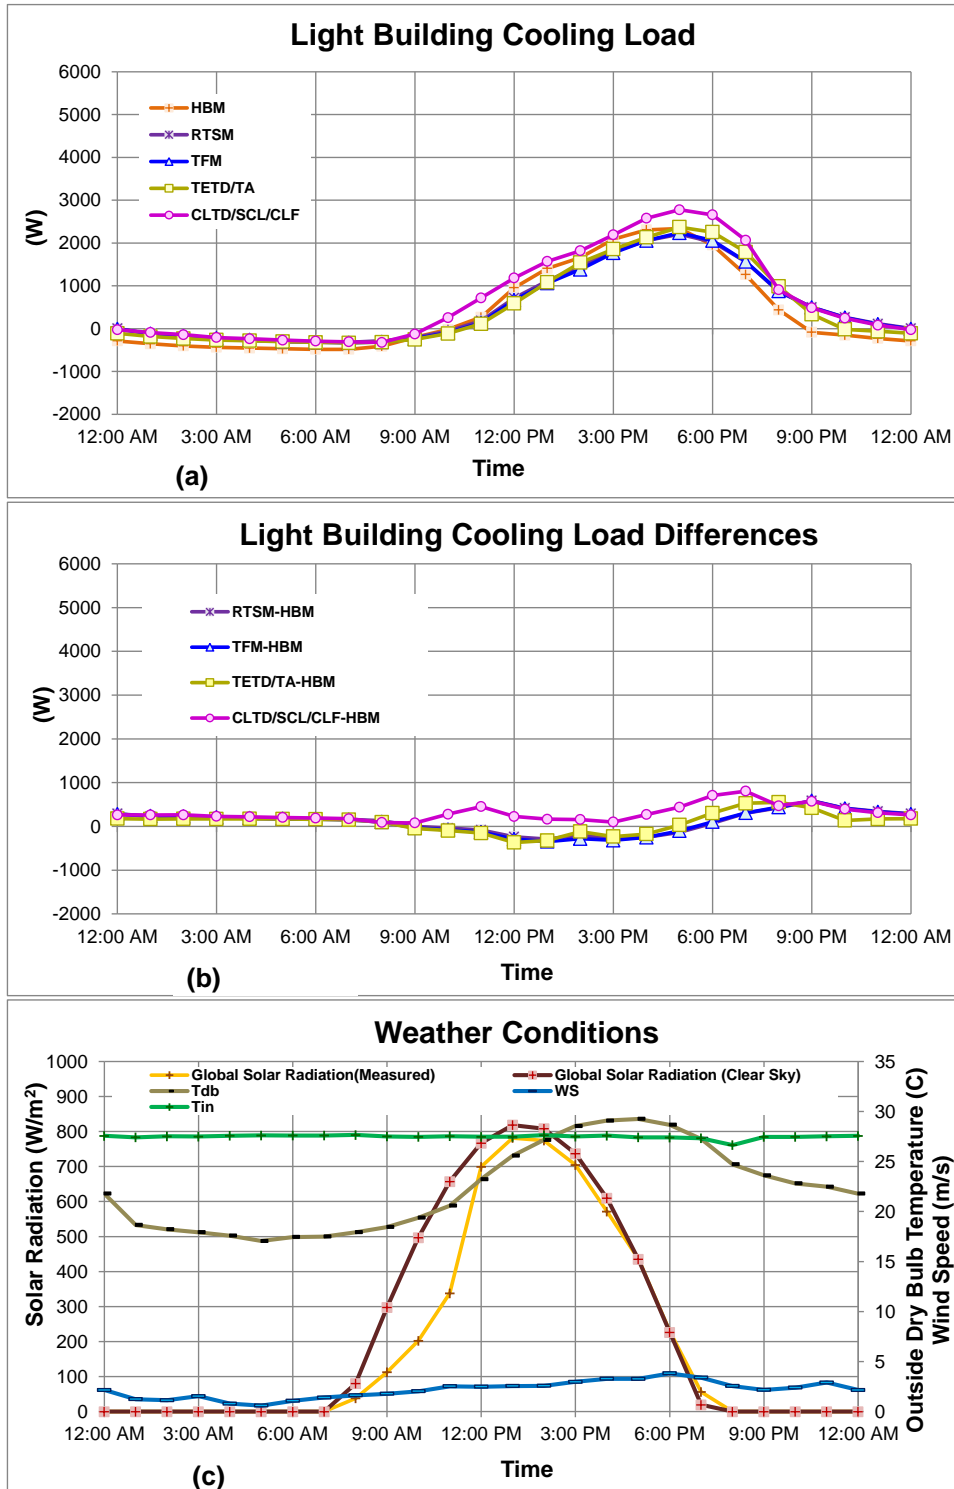 Light Building Cooling Load
6000
5000
4000
3000
2000
1000
0
-1000
-2000
(W)
HBM
RTSM
TFM
TETD/TA
CLTD/SCL/CLF
12:00 AM 3:00 AM 6:00 AM 9:00 AM 12:00 PM 3:00 PM 6:00 PM 9:00 PM 12:00 AM
Time
(a)
Light Building Cooling Load Differences
6000
5000
4000
3000
2000
1000
0
-1000
-2000
(W)
RTSM-HBM
TFM-HBM
TETD/TA-HBM
CLTD/SCL/CLF-HBM
12:00 AM 3:00 AM 6:00 AM 9:00 AM 12:00 PM 3:00 PM 6:00 PM 9:00 PM 12:00 AM
Time
(b)
Weather Conditions
1000
900
800
700
600
500
400
300
200
100
0
Solar Radiation (W/m²)
Global Solar Radiation(Measured) Global Solar Radiation (Clear Sky)
Tdb WS
Tin
35
30
25
20
15
10
5
0
Outside Dry Bulb Temperature (C)
Wind Speed (m/s)
12:00 AM 3:00 AM 6:00 AM 9:00 AM 12:00 PM 3:00 PM 6:00 PM 9:00 PM 12:00 AM
Time
(c)